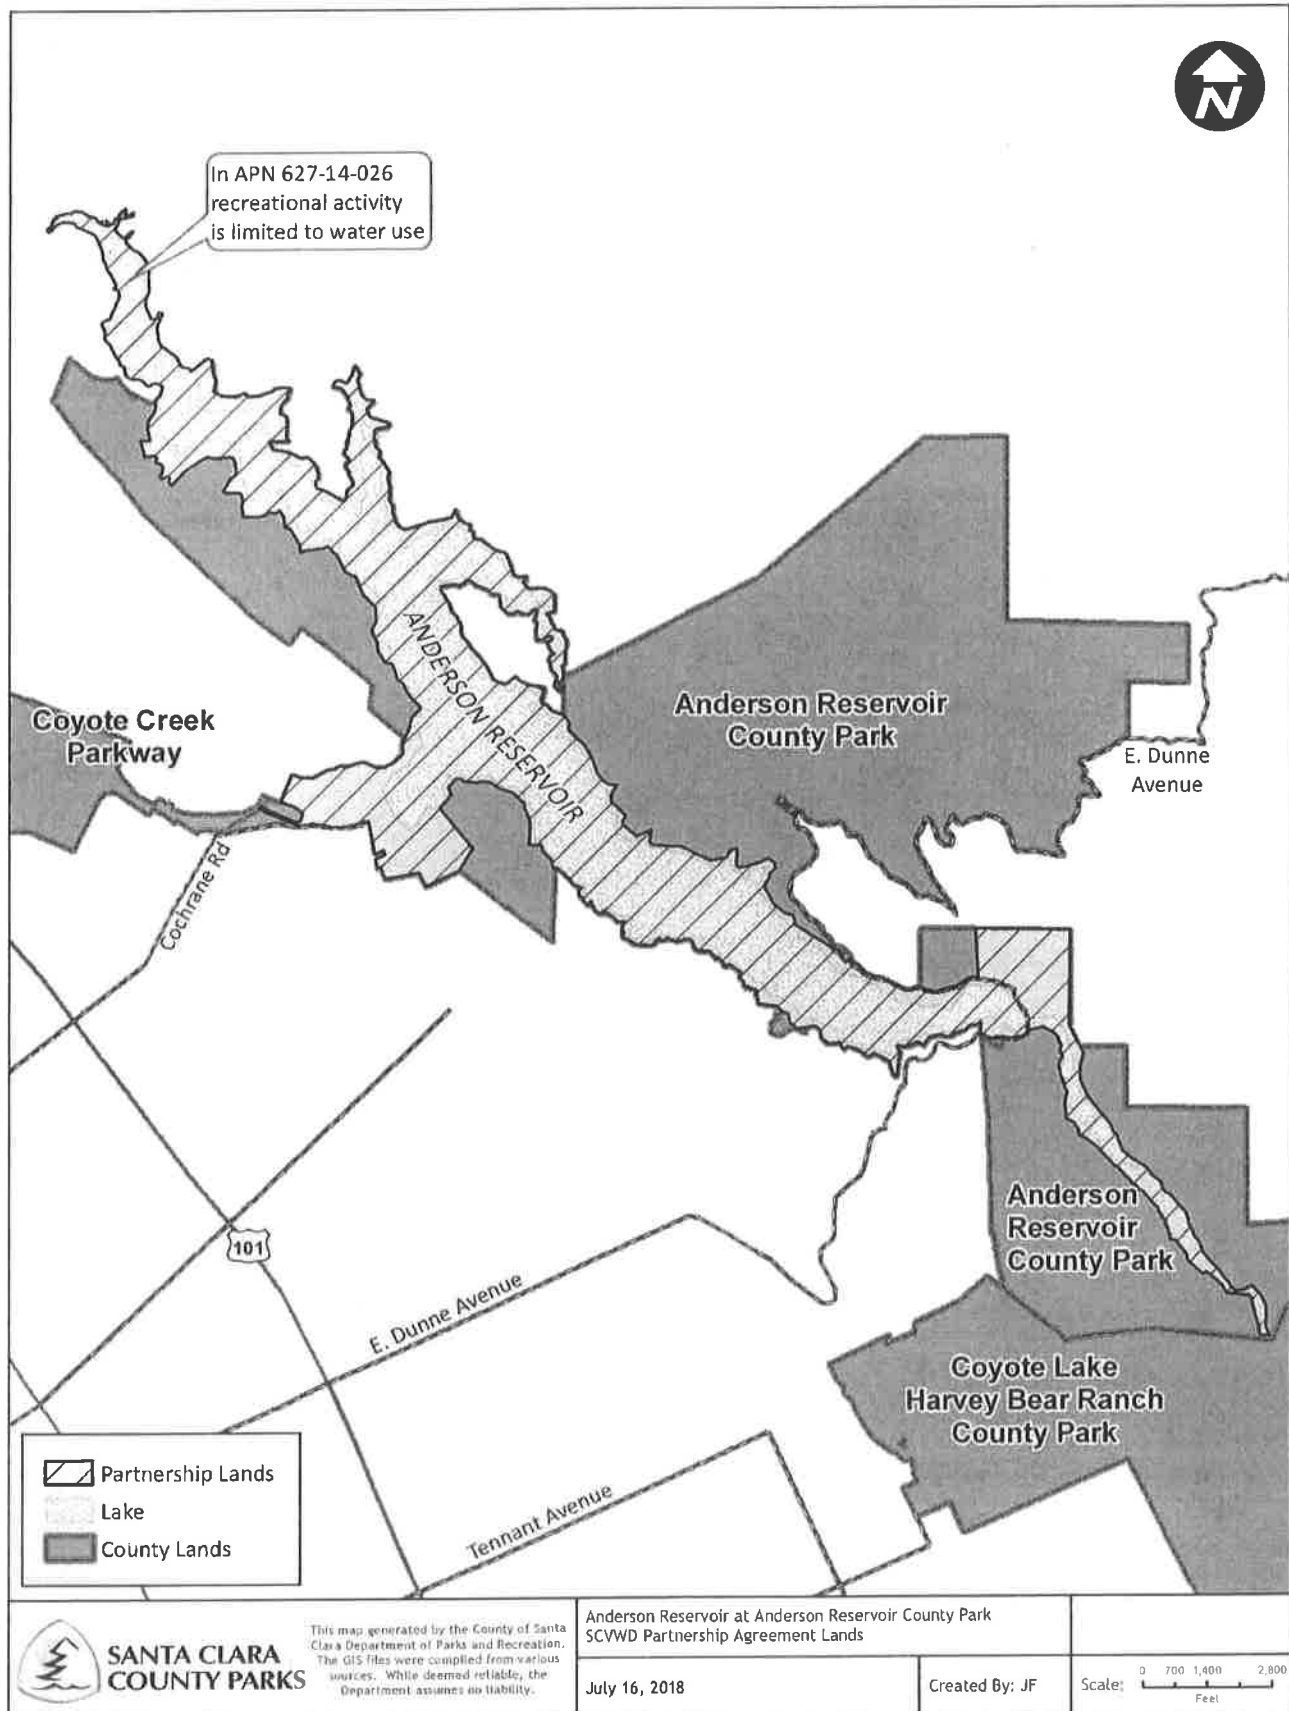 N
In APN 627-14-026
recreational activity
is limited to water use
ANDERSON RESERVOIR
Anderson Reservoir
County Park
Coyote Creek
Parkway
E. Dunne
Avenue
Cochrane Rd
101
Anderson
Reservoir
County Park
E. Dunne Avenue
Coyote Lake
Harvey Bear Ranch
County Park
Tennant Avenue
Partnership Lands
Lake
County Lands
SANTA CLARA
COUNTY PARKS
This map generated by the County of Santa
Clara Department of Parks and Recreation.
The GIS files were compiled from various
sources. While deemed reliable, the
Department assumes no liability.
Anderson Reservoir at Anderson Reservoir County Park
SCVWD Partnership Agreement Lands
July 16, 2018
Created By: JF
Scale:
0 700 1,400 2,800
Feet